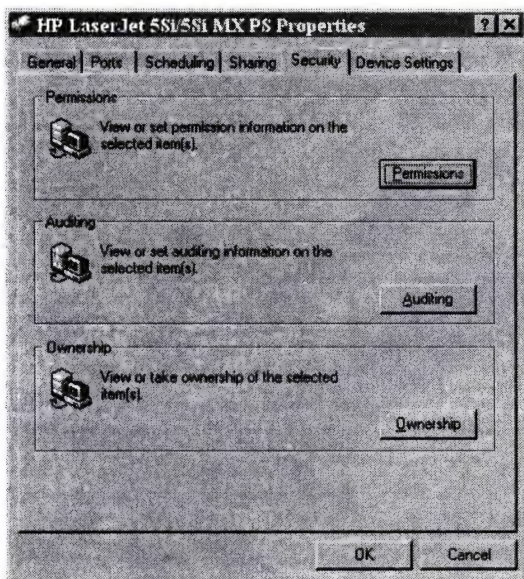 HP LaserJet 5Si/5Si MX PS Properties
General Ports Scheduling Sharing Security Device Settings
Permissions
View or set permission information on the
selected item(s).
Permissions
Auditing
View or set auditing information on the
selected item(s).
Auditing
Ownership
View or take ownership of the selected
item(s).
Ownership
OK Cancel